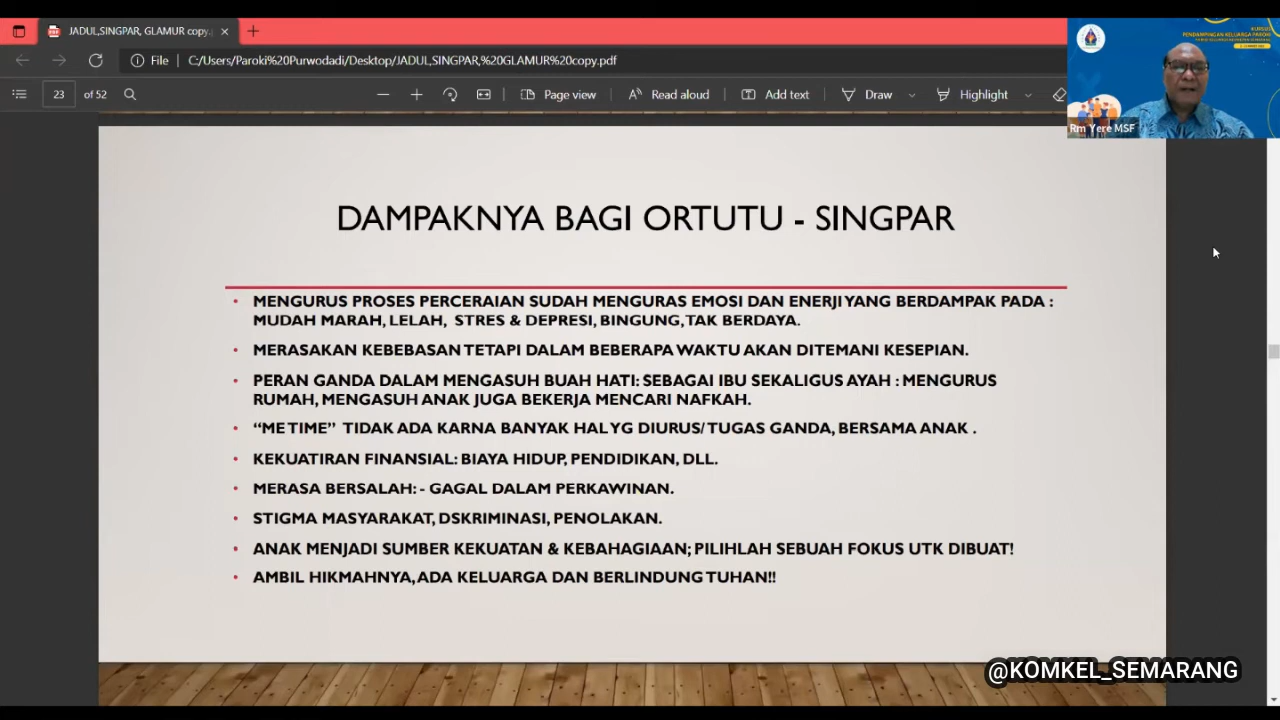 JADUL,SINGPAR, GLAMUR copy.
File
C:/Users/Paroki%20Purwodadi/Desktop/JADUL,SINGPAR,%20GLAMUR%20copy.pdf
23 of 52
Page view
Read aloud
Add text
Draw
Highlight
KURSUS
PENDAMPINGAN KELUARGA PAROKI
Rm Yere MSF
DAMPAKNYA BAGI ORTUTU - SINGPAR
• MENGURUS PROSES PERCERAIAN SUDAH MENGURAS EMOSI DAN ENERJI YANG BERDAMPAK PADA :
MUDAH MARAH, LELAH, STRES & DEPRESI, BINGUNG, TAK BERDAYA.
• MERASAKAN KEBEBASAN TETAPI DALAM BEBERAPA WAKTU AKAN DITEMANI KESEPIAN.
• PERAN GANDA DALAM MENGASUH BUAH HATI: SEBAGAI IBU SEKALIGUS AYAH : MENGURUS
RUMAH, MENGASUH ANAK JUGA BEKERJA MENCARI NAFKAH.
• “ME TIME” TIDAK ADA KARNA BANYAK HAL YG DIURUS/ TUGAS GANDA, BERSAMA ANAK .
• KEKUATIRAN FINANSIAL: BIAYA HIDUP, PENDIDIKAN, DLL.
• MERASA BERSALAH: - GAGAL DALAM PERKAWINAN.
• STIGMA MASYARAKAT, DSKRIMINASI, PENOLAKAN.
• ANAK MENJADI SUMBER KEKUATAN & KEBAHAGIAAN; PILIHLAH SEBUAH FOKUS UTK DIBUAT!
• AMBIL HIKMAHNYA, ADA KELUARGA DAN BERLINDUNG TUHAN!!
@KOMKEL_SEMARANG